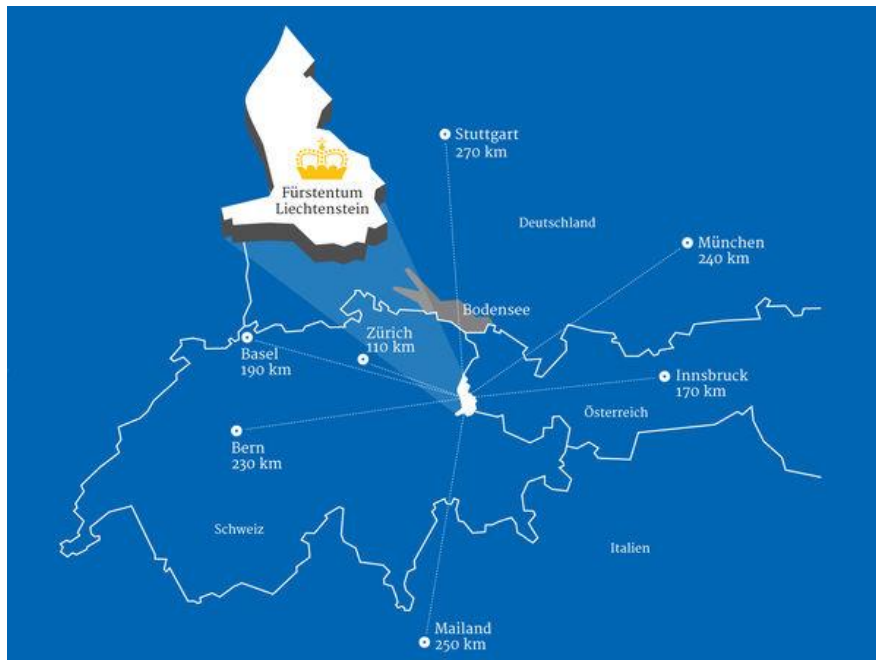 Stuttgart
270 km
Fürstentum
Liechtenstein
Deutschland
München
240 km
Bodensee
Zürich
110 km
Basel
190 km
Innsbruck
170 km
Österreich
Bern
230 km
Schweiz
Italien
Mailand
250 km